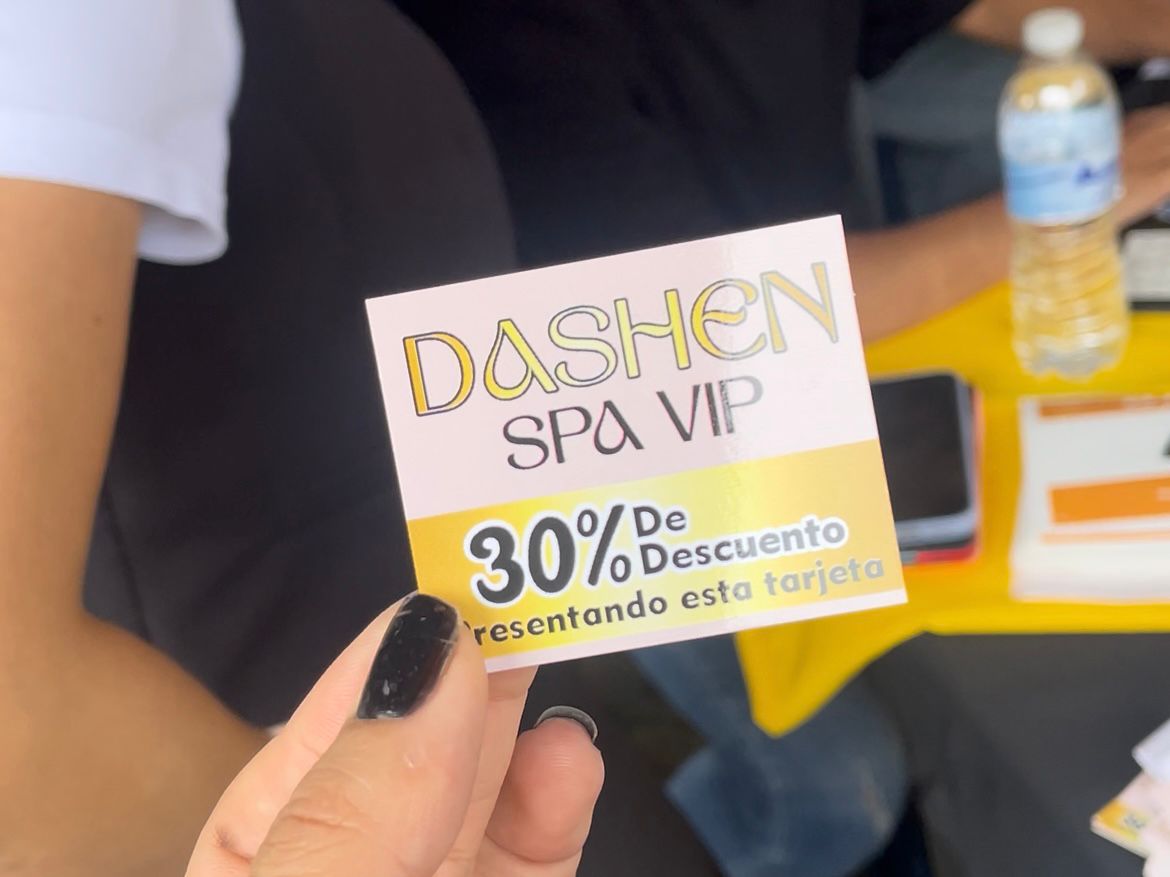 DASHEN
SPA VIP
30% De
Descuento
Presentando esta tarjeta